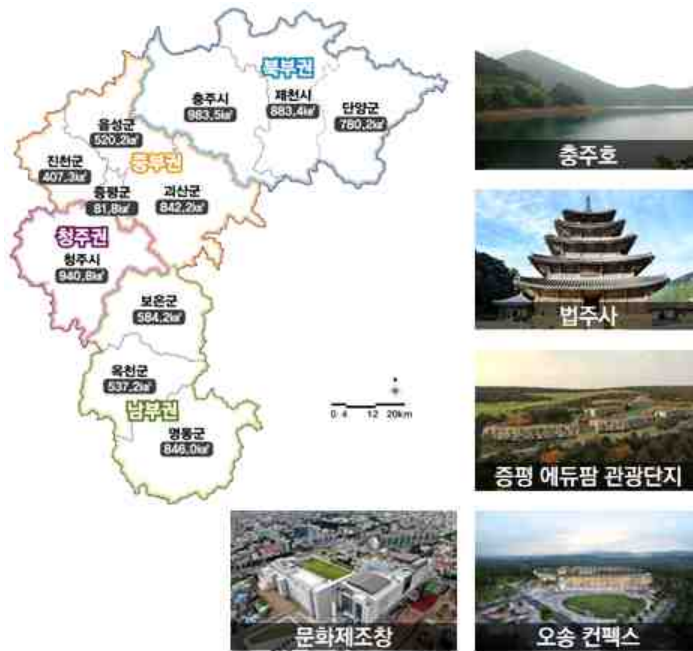 북부권
충주시
983.5㎢
제천시
883.4㎢
단양군
780.2㎢
음성군
520.2㎢
진천군
407.3㎢
중부권
증평군
81.8㎢
괴산군
842.2㎢
청주권
청주시
940.8㎢
보은군
584.2㎢
옥천군
537.2㎢
남부권
영동군
846.0㎢
0 4 12 20km
충주호
법주사
증평 에듀팜 관광단지
문화제조창
오송 컨펙스